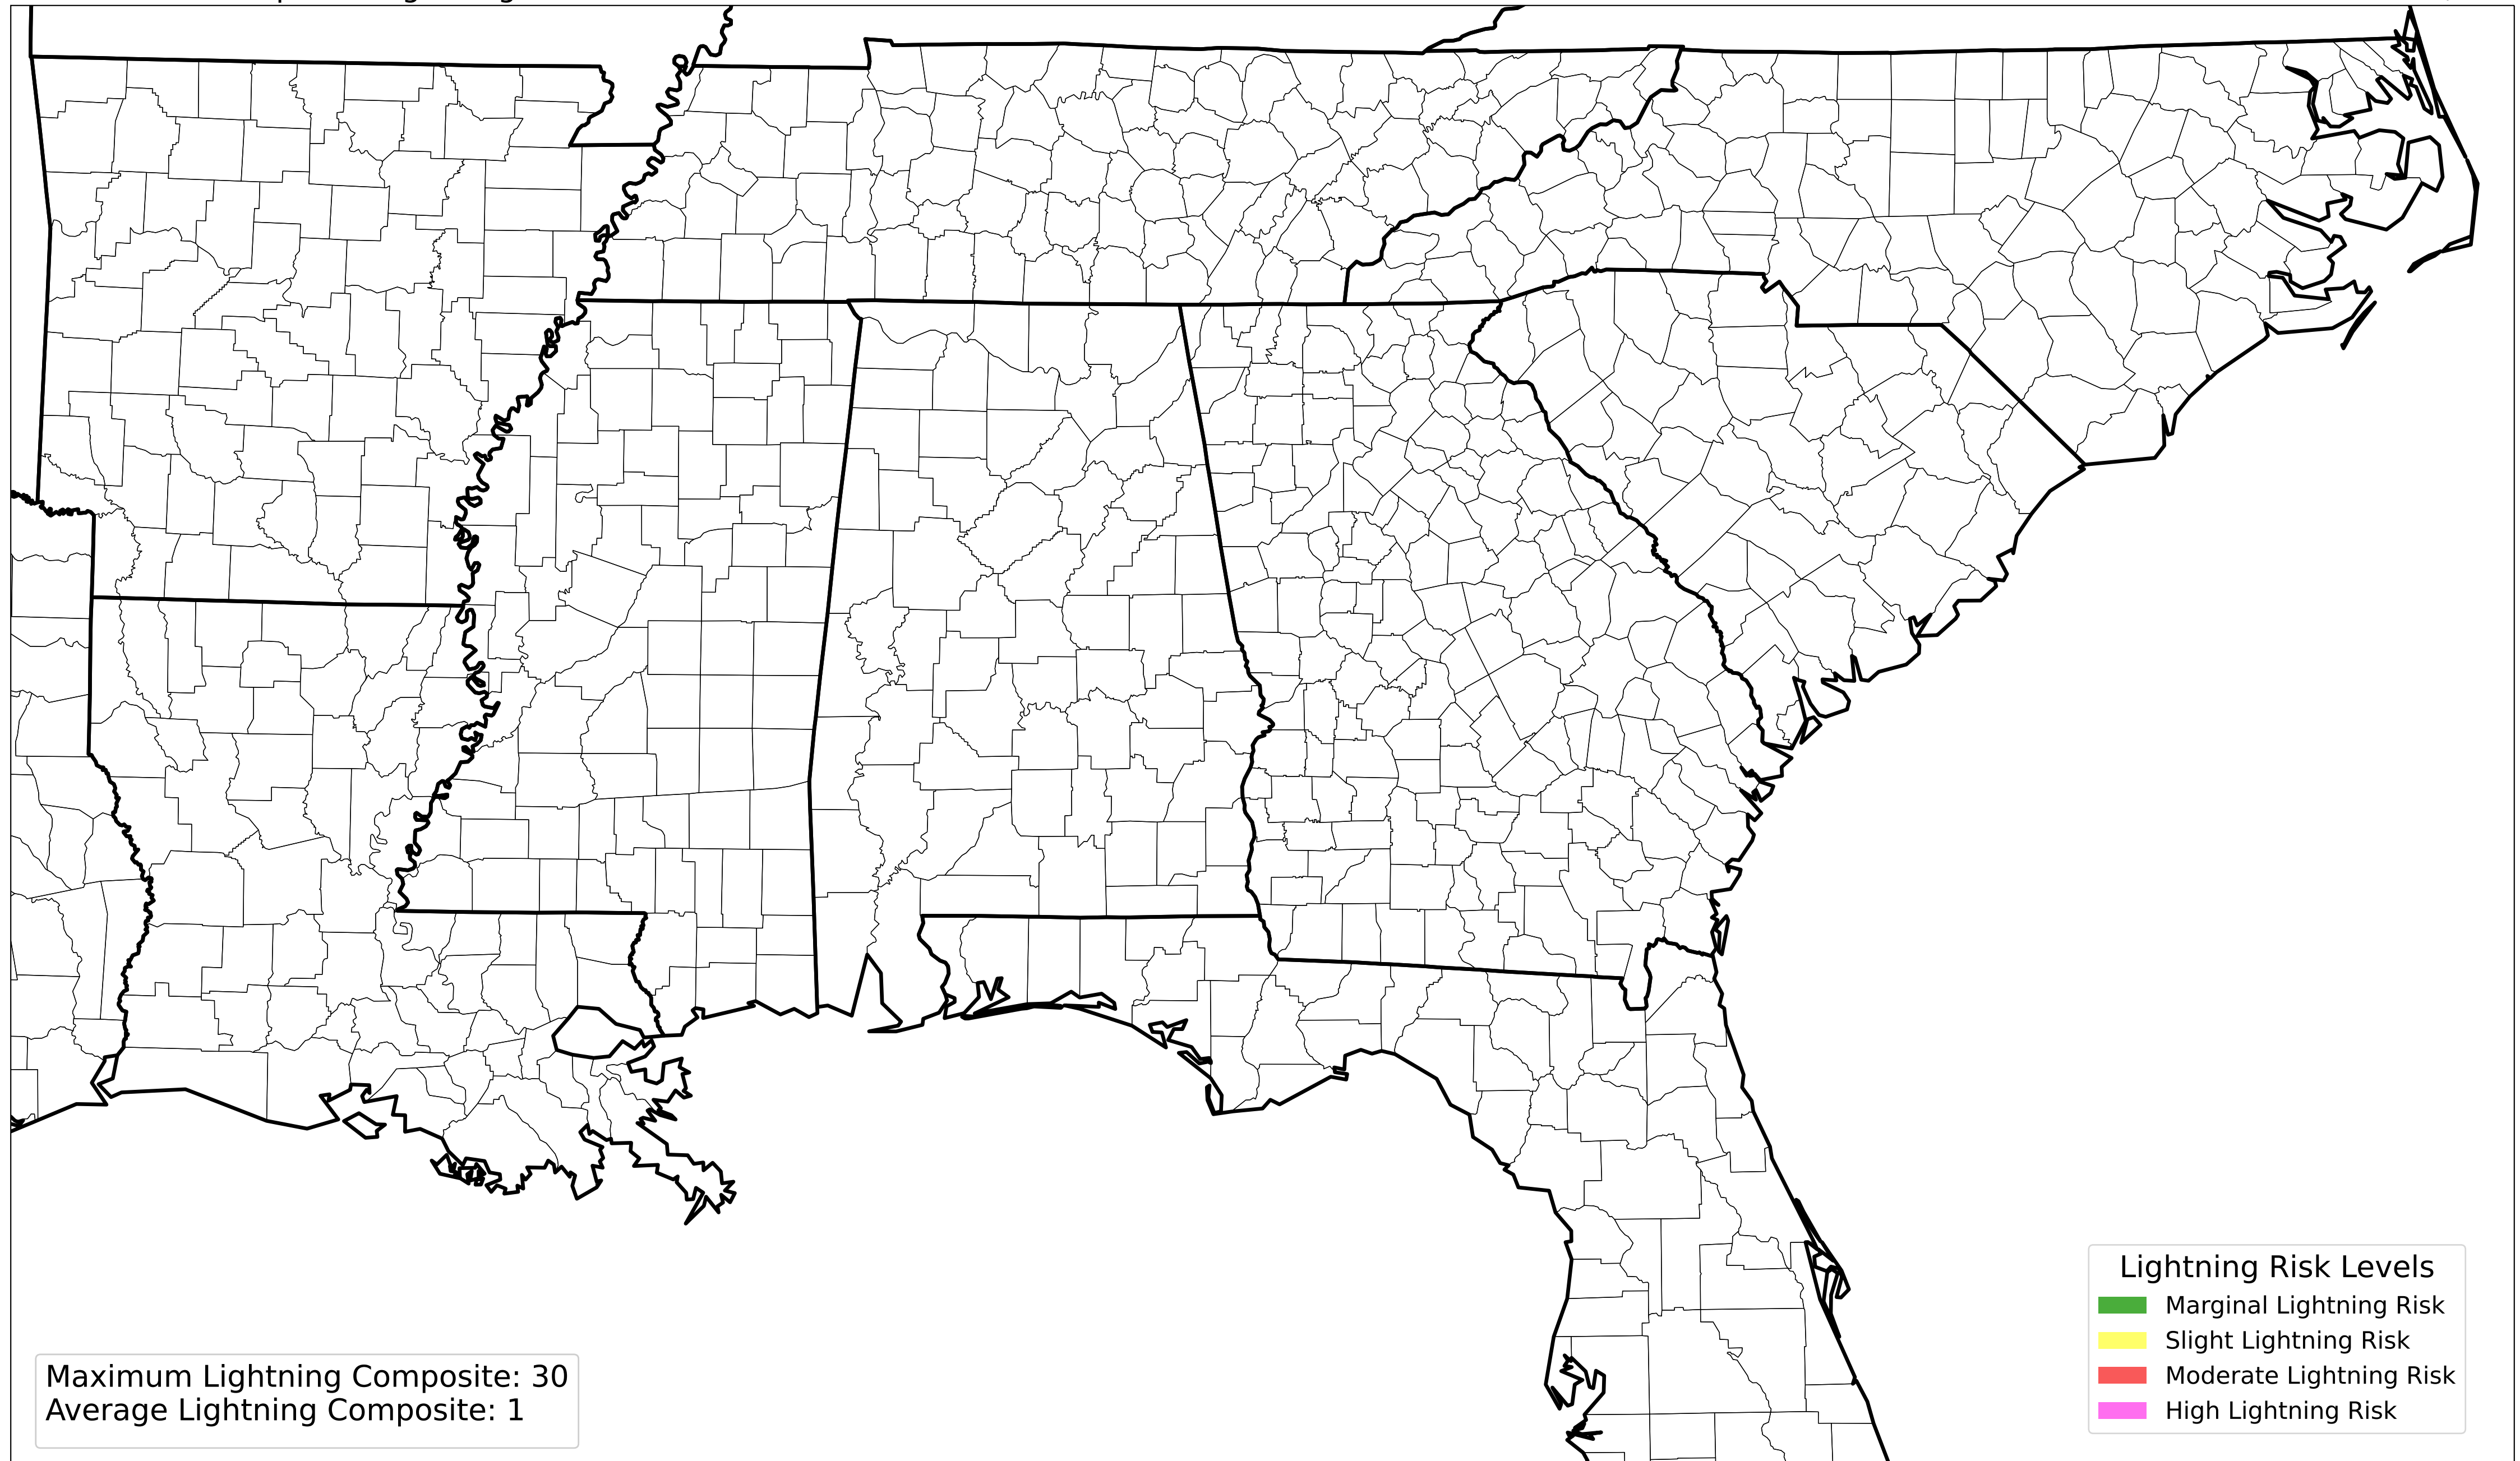 Maximum Lightning Composite: 30
Average Lightning Composite: 1
Lightning Risk Levels
Marginal Lightning Risk
Slight Lightning Risk
Moderate Lightning Risk
High Lightning Risk